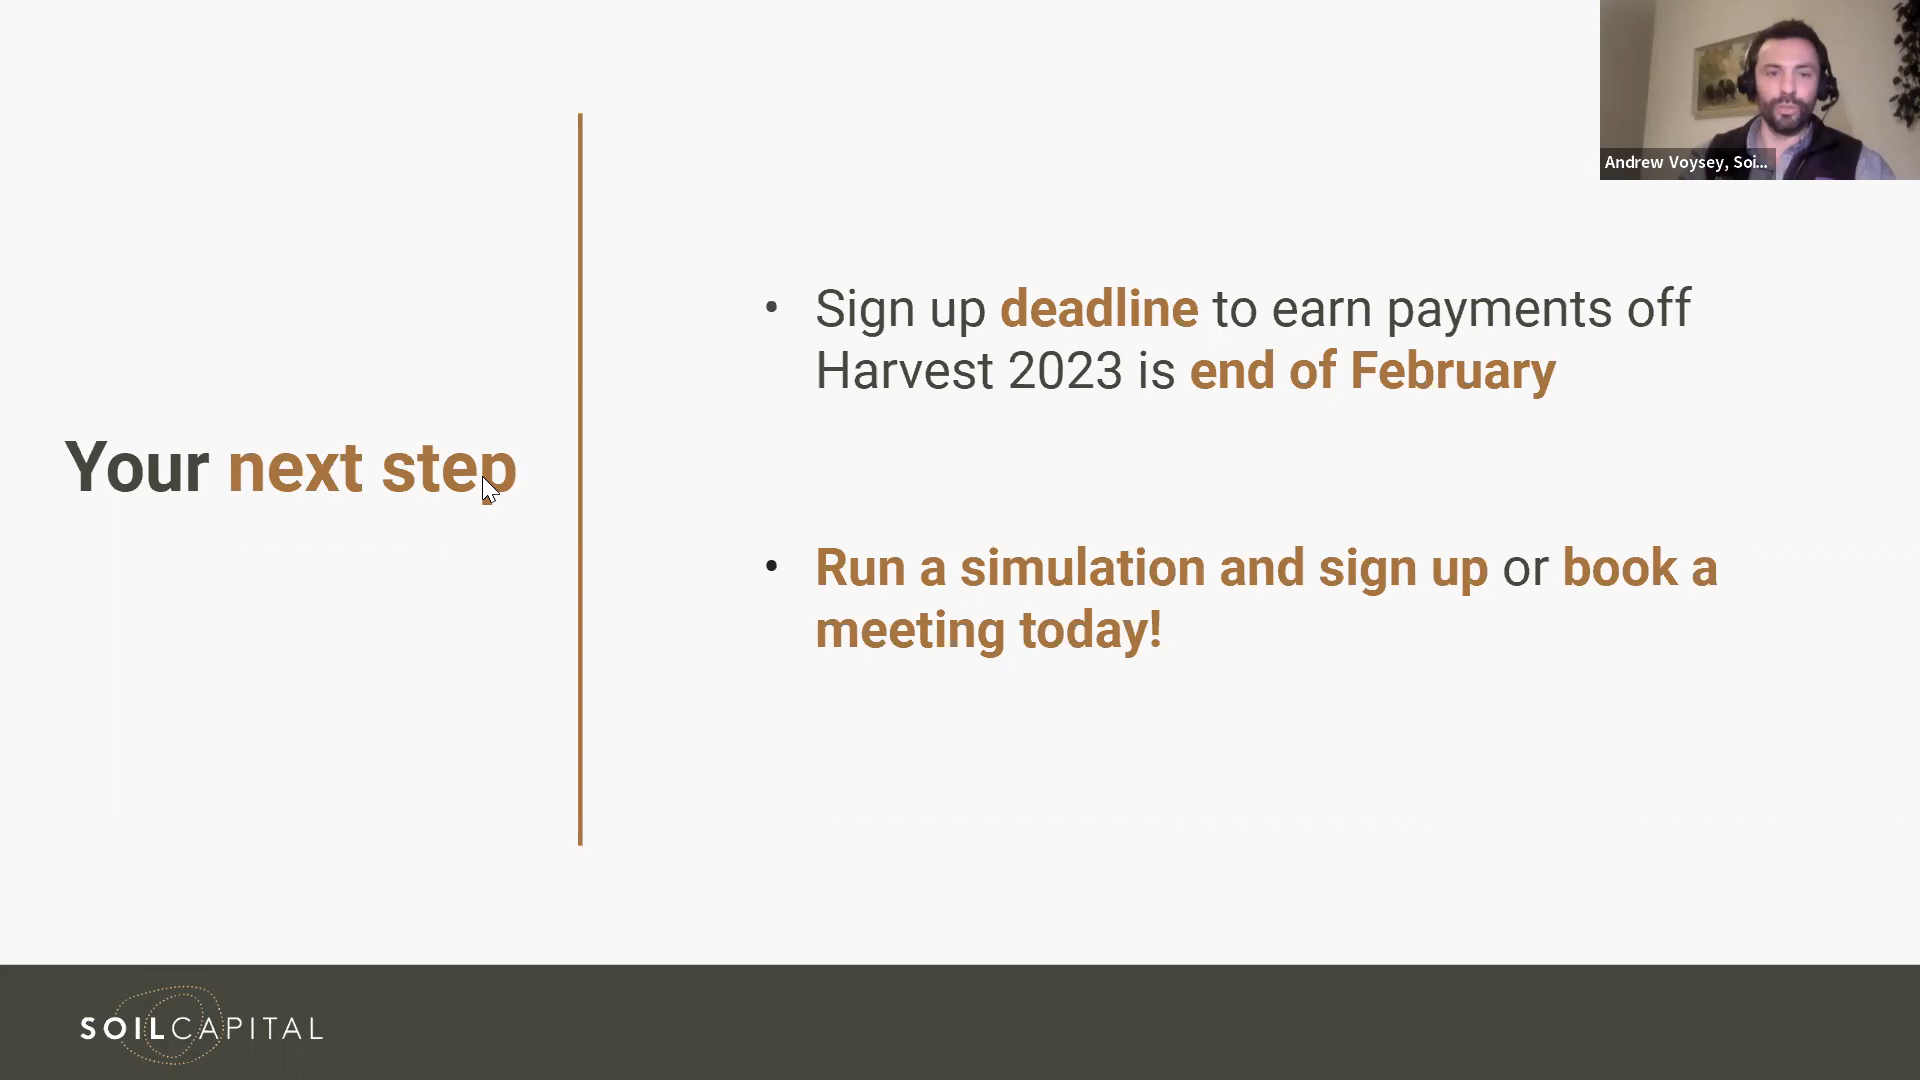 Andrew Voysey, Soi...
Sign up deadline to earn payments off
Harvest 2023 is end of February
Your next step
Run a simulation and sign up or book a
meeting today!
SOILCAPITAL